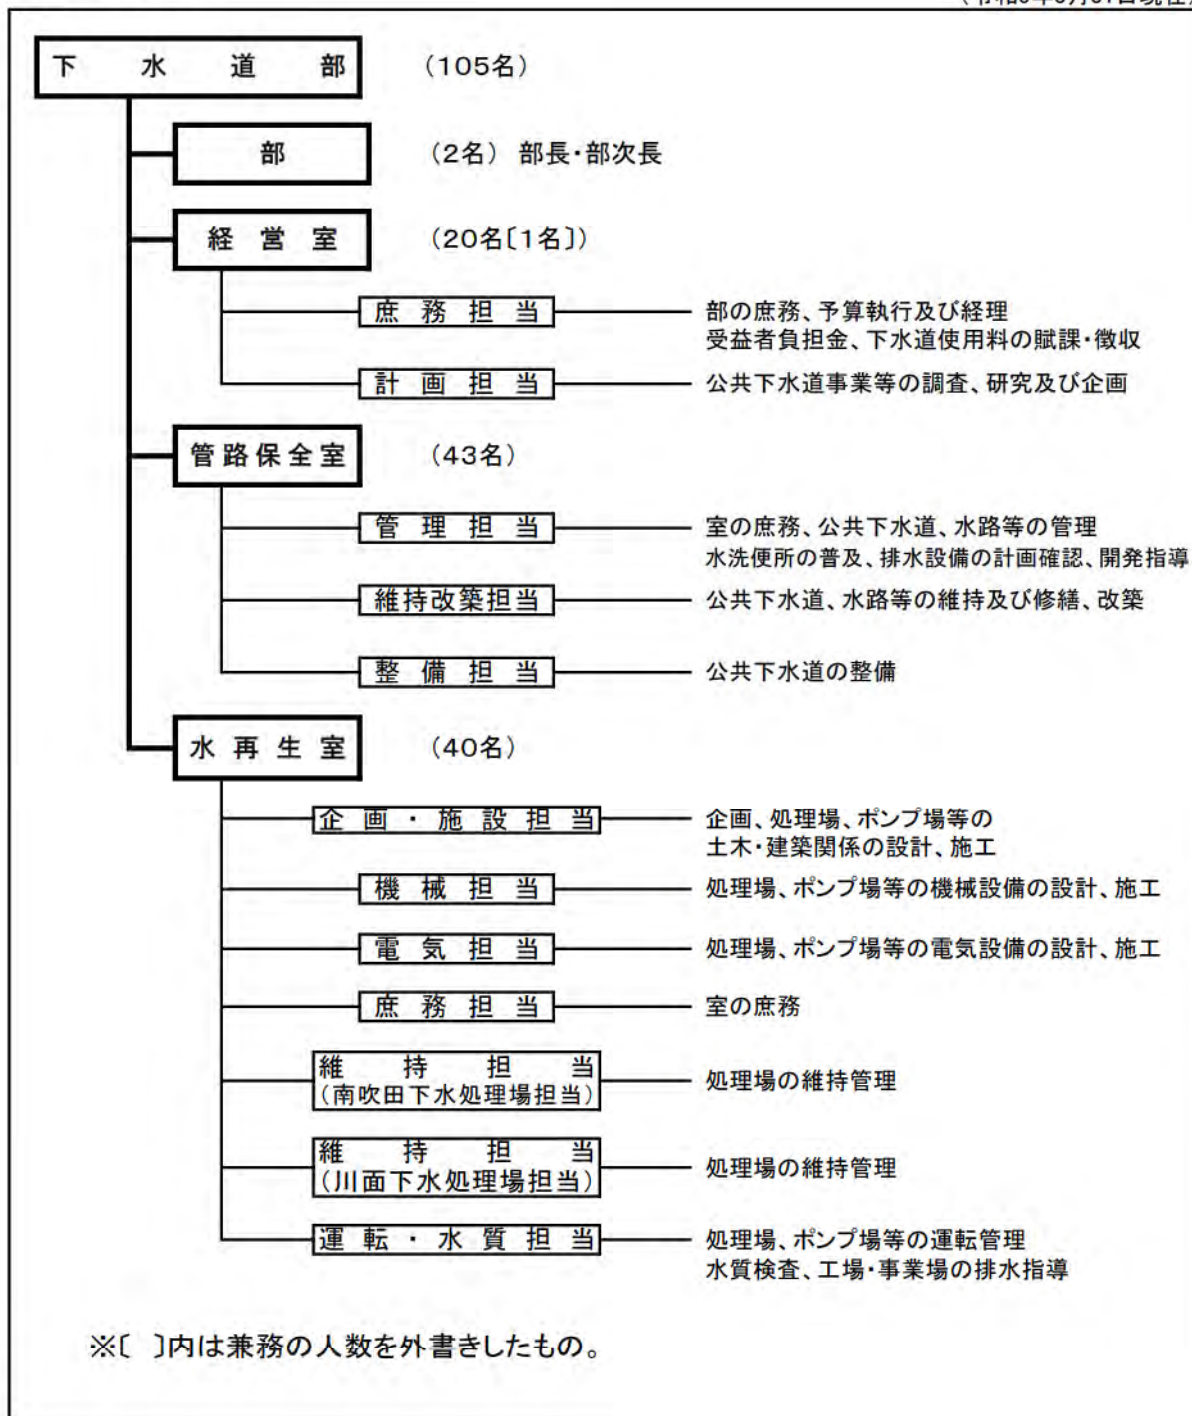 下水道部 (105名)
部 (2名) 部長・部次長
経営室 (20名〔1名〕)
庶務担当 部の庶務、予算執行及び経理
受益者負担金、下水道使用料の賦課・徴収
計画担当 公共下水道事業等の調査、研究及び企画
管路保全室 (43名)
管理担当 室の庶務、公共下水道、水路等の管理
水洗便所の普及、排水設備の計画確認、開発指導
維持改築担当 公共下水道、水路等の維持及び修繕、改築
整備担当 公共下水道の整備
水再生室 (40名)
企画・施設担当 企画、処理場、ポンプ場等の
土木・建築関係の設計、施工
機械担当 処理場、ポンプ場等の機械設備の設計、施工
電気担当 処理場、ポンプ場等の電気設備の設計、施工
庶務担当 室の庶務
維持担当
(南吹田下水処理場担当) 処理場の維持管理
維持担当
(川面下水処理場担当) 処理場の維持管理
運転・水質担当 処理場、ポンプ場等の運転管理
水質検査、工場・事業場の排水指導
※〔 〕内は兼務の人数を外書きしたもの。